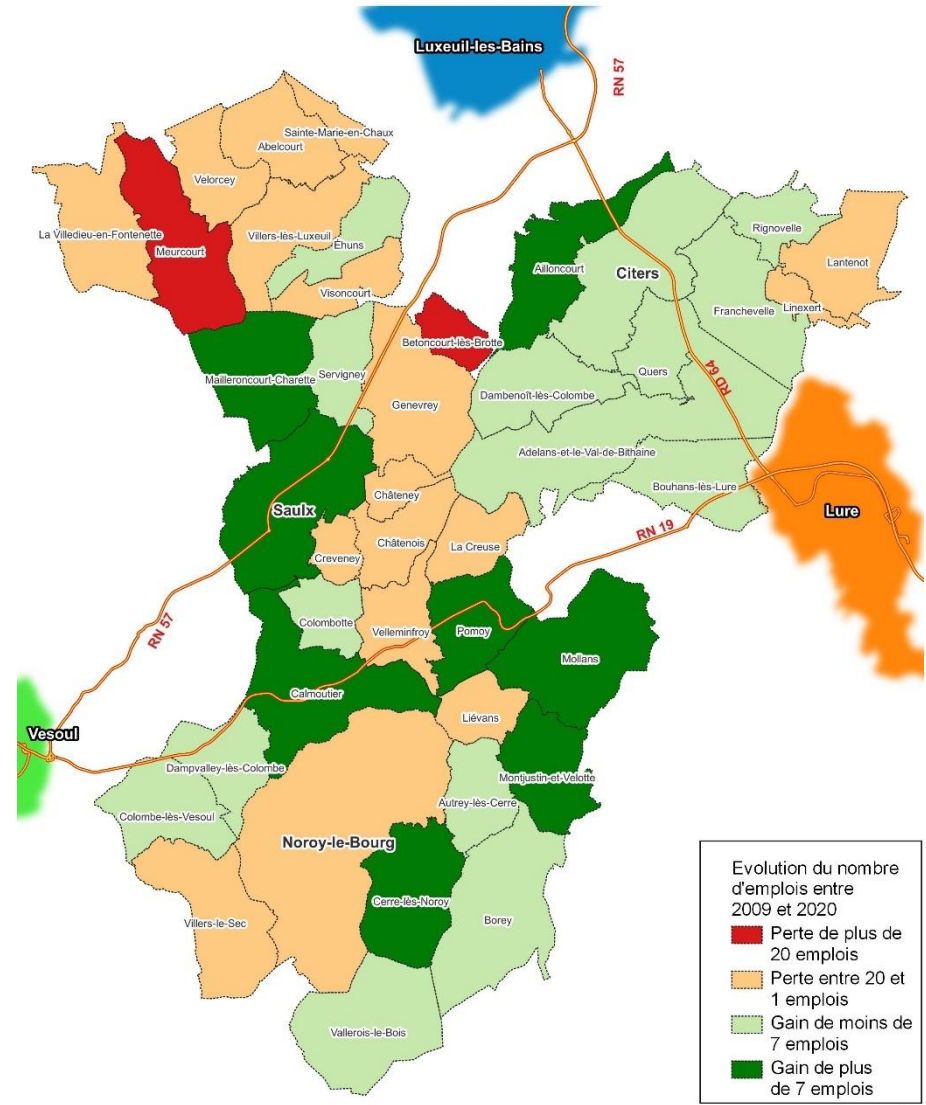 Luxeuil-les-Bains
RN 57
Sainte-Marie-en-Chaux
Abelcourt
Velorcey
La Villedieu-en-Fontenette
Villers-lès-Luxeuil
Éhuns
Meurcourt
Visoncourt
Rignovelle
Lantenot
Ailloncourt
Citers
Franchevelle
Linexert
Betoncourt-lès-Brotte
Mailleroncourt-Charette
Servigney
Quers
RD 64
Genevrey
Dambenoît-lès-Colombe
Adelans-et-le-Val-de-Bithaine
Bouhans-lès-Lure
Châteney
Saulx
Lure
RN 19
Châtenois
La Creuse
Creveney
Colombotte
RN 57
Velleminfroy
Pomoy
Mollans
Calmoutier
Liévans
Vesoul
Dampvalley-lès-Colombe
Montjustin-et-Velotte
Autrey-lès-Cerre
Colombe-lès-Vesoul
Noroy-le-Bourg
Cerre-lès-Noroy
Borey
Villers-le-Sec
Vallerois-le-Bois
Evolution du nombre
d'emplois entre
2009 et 2020
Perte de plus de
20 emplois
Perte entre 20 et
1 emplois
Gain de moins de
7 emplois
Gain de plus
de 7 emplois